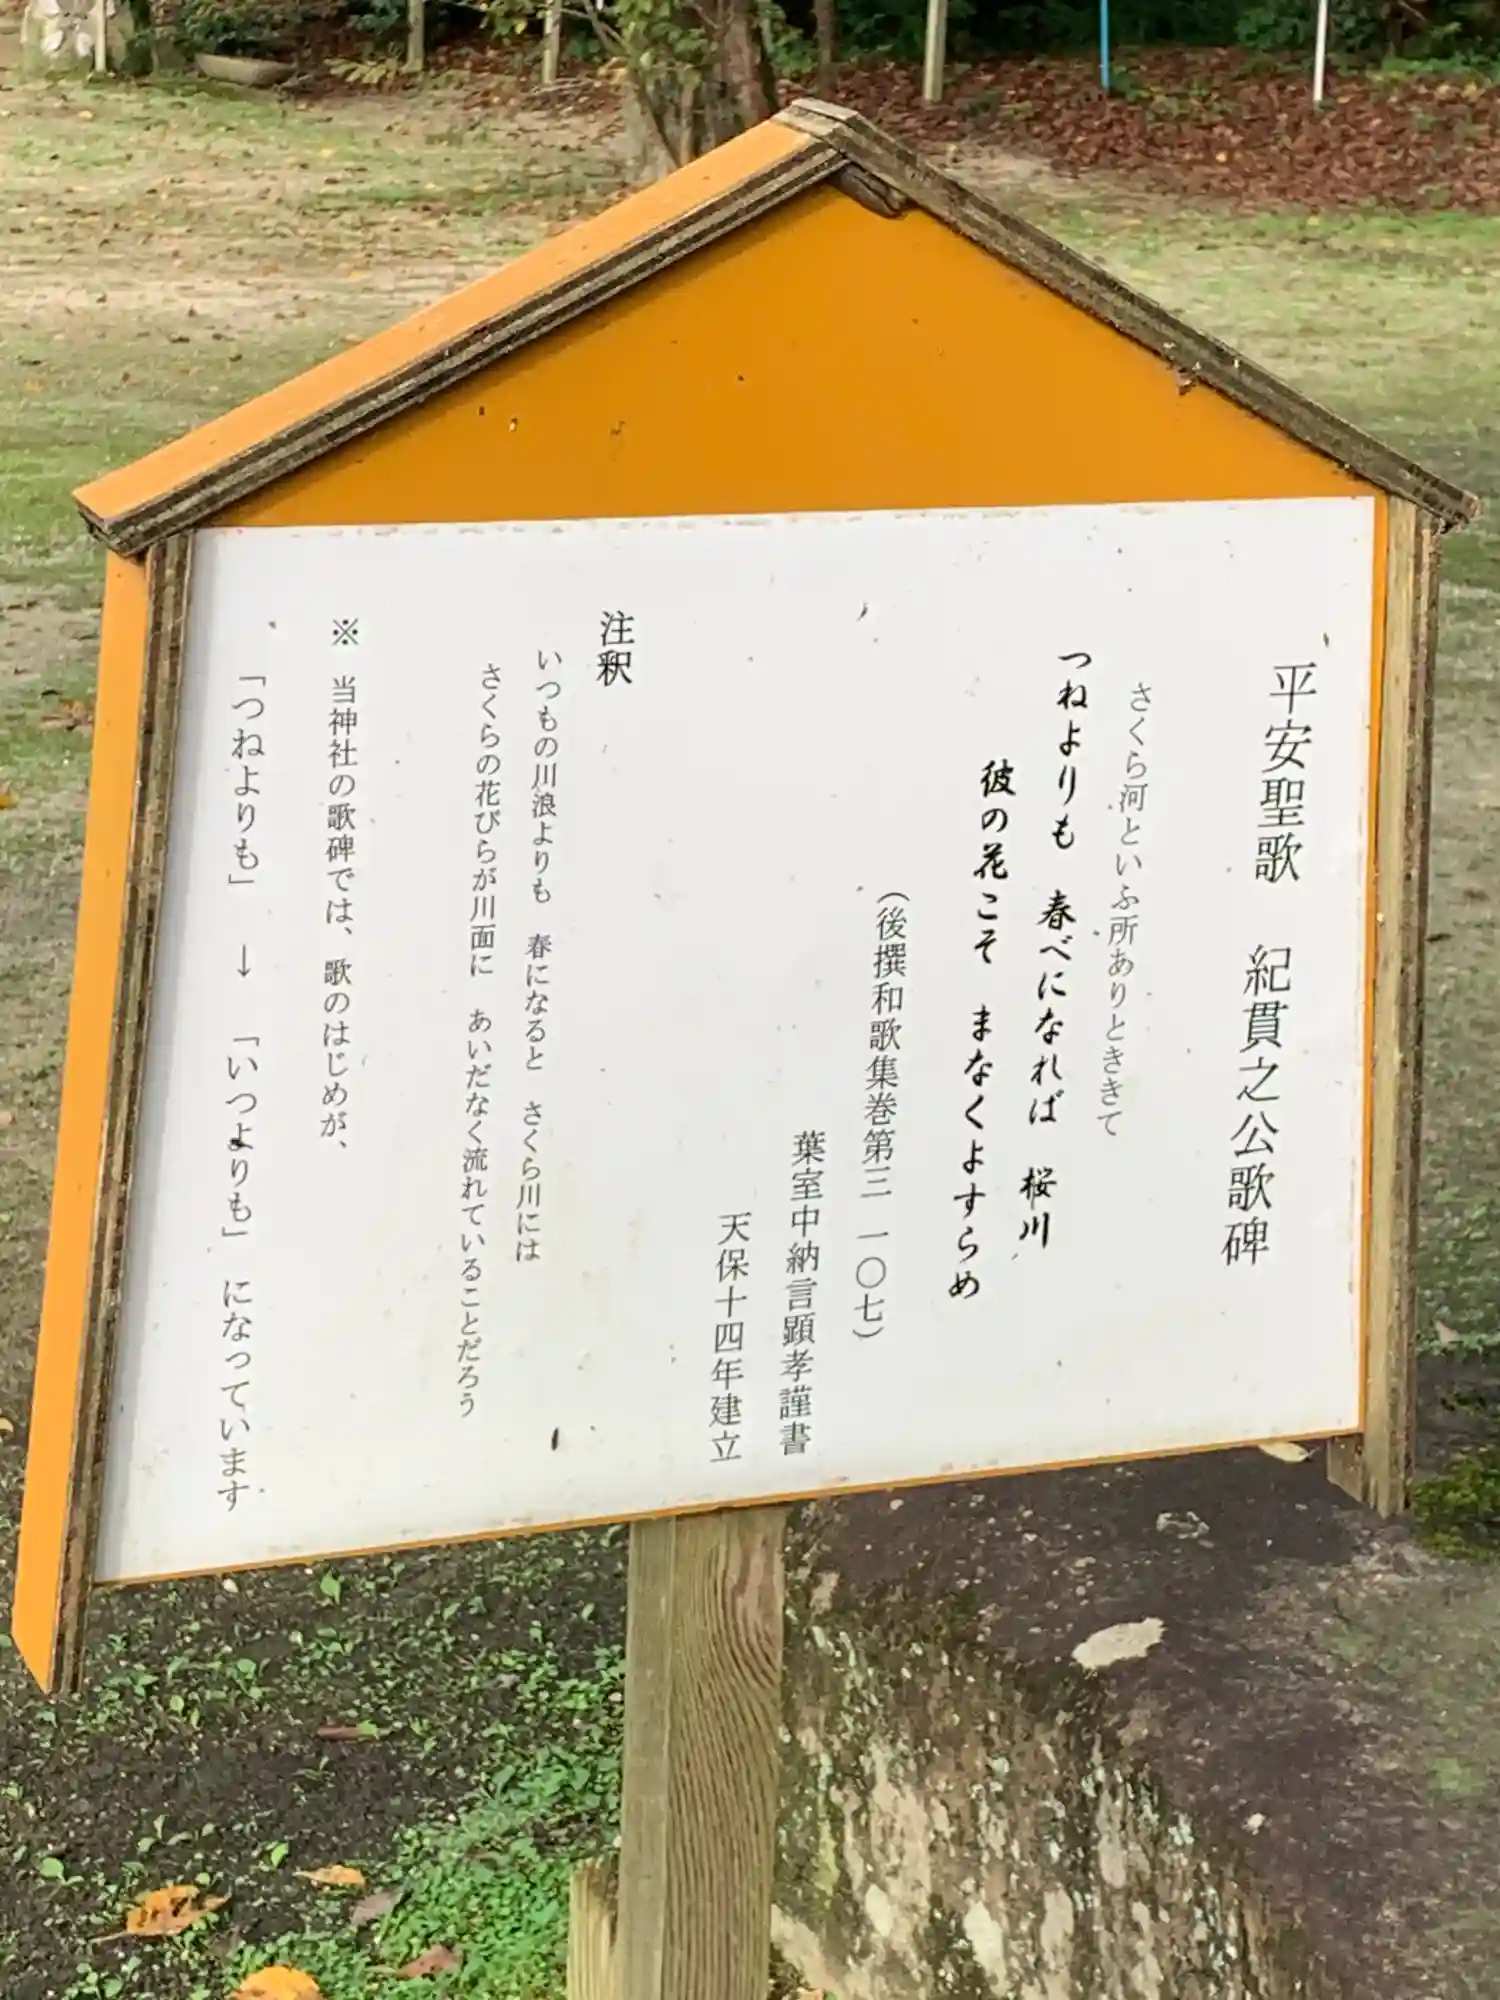 平安聖歌　紀貫之公歌碑
さくら河といふ所ありときて
つねよりも　春べになれば　桜川
彼の花こそ　まなくよすらめ
（後撰和歌集巻第三　一〇七）
葉室中納言顕孝謹書
天保十四年建立
注釈
いつもの川浪よりも　春になると　さくら川には
さくらの花びらが川面に　あいだなく流れていることだろう
※　当神社の歌碑では、歌のはじめが、
「つねよりも」　→　「いつよりも」　になっています